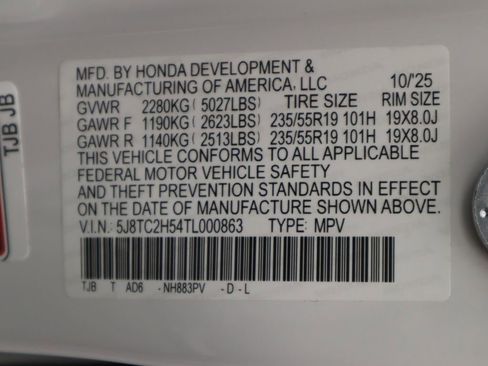 MFD. BY HONDA DEVELOPMENT &
MANUFACTURING OF AMERICA, LLC 10/25
GVWR 2280KG ( 5027LBS) TIRE SIZE RIM SIZE
GAWR F 1190KG ( 2623LBS) 235/55R19 101H 19X8.0J
GAWR R 1140KG ( 2513LBS) 235/55R19 101H 19X8.0J
THIS VEHICLE CONFORMS TO ALL APPLICABLE
FEDERAL MOTOR VEHICLE SAFETY
AND THEFT PREVENTION STANDARDS IN EFFECT
ON THE DATE OF MANUFACTURE SHOWN ABOVE.
V.I.N.: 5J8TC2H54TL000863 TYPE: MPV
TJB T AD6 -NH883PV - D - L
TJB JB